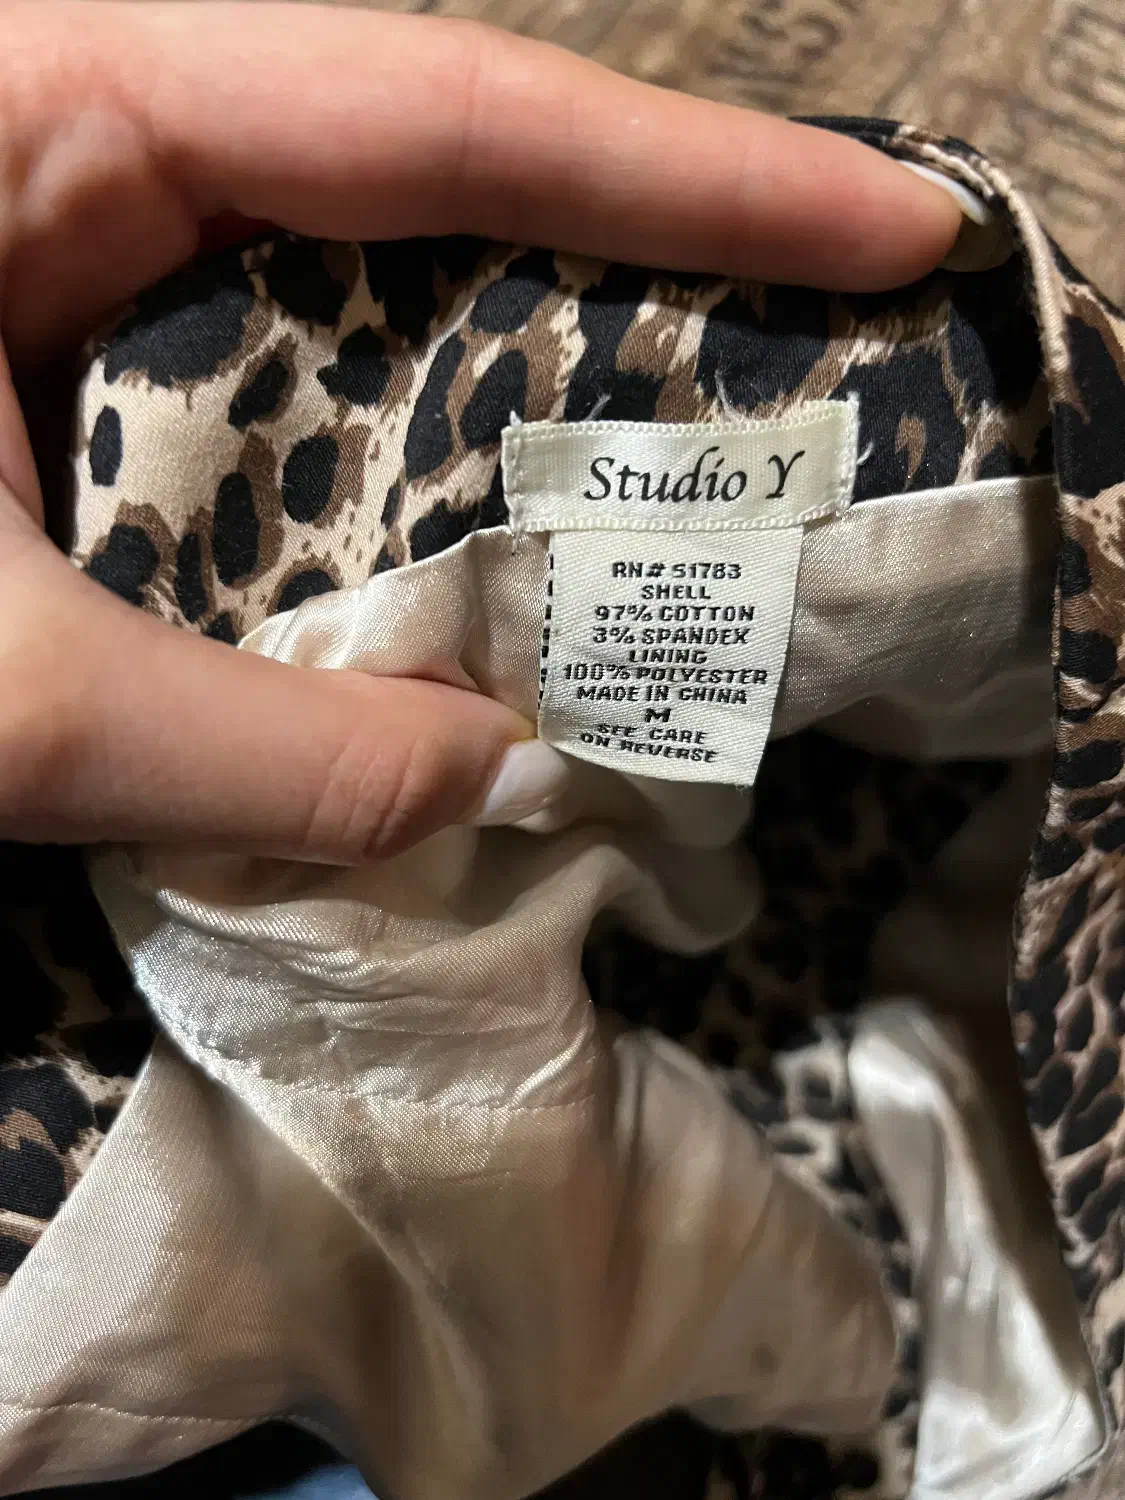 Studio Y
RN# 51783
SHELL
97% COTTON
3% SPANDEX
LINING
100% POLYESTER
MADE IN CHINA
M
SEE CARE
ON REVERSE